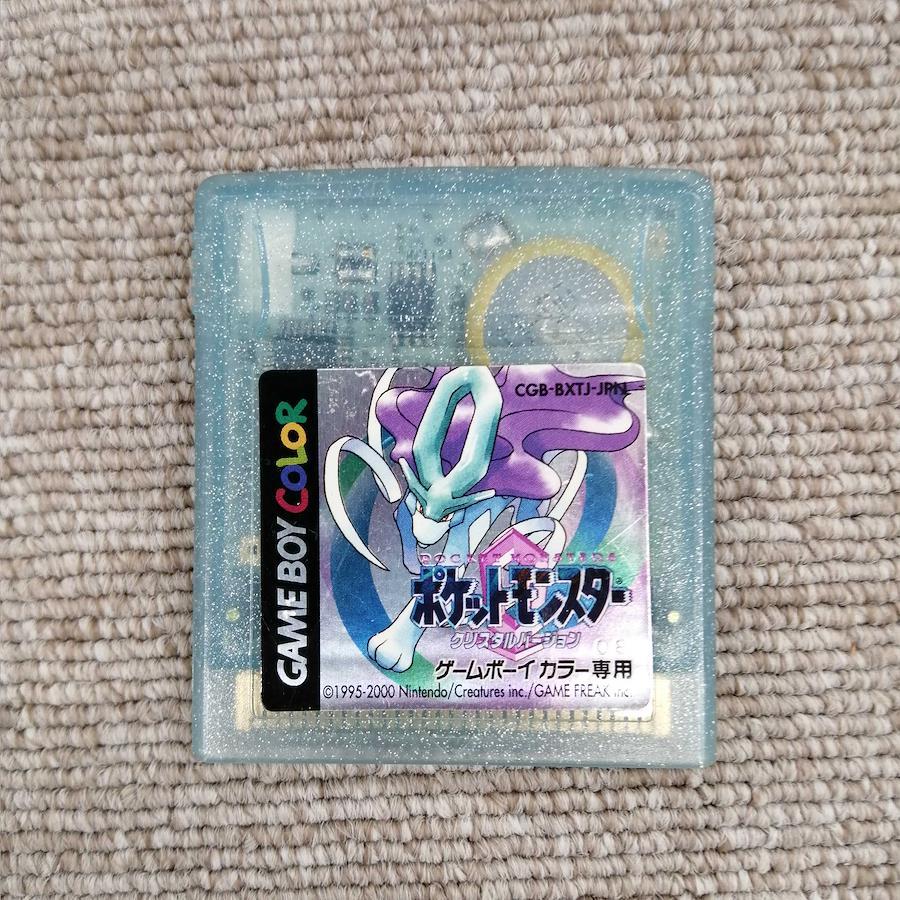 CGB-BXTJ-JPN
GAME BOY COLOR
POCKET MONSTERS
ポケットモンスター
クリスタルバージョン
ゲームボーイ カラー専用
©1995-2000 Nintendo/Creatures inc./GAME FREAK inc.